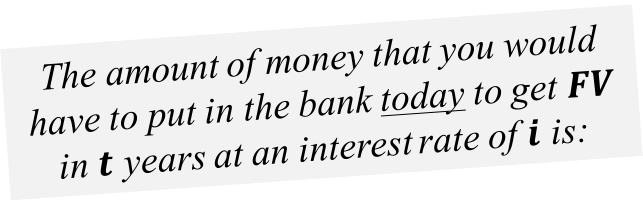 The amount of money that you would
have to put in the bank today to get FV
in t years at an interest rate of i is: